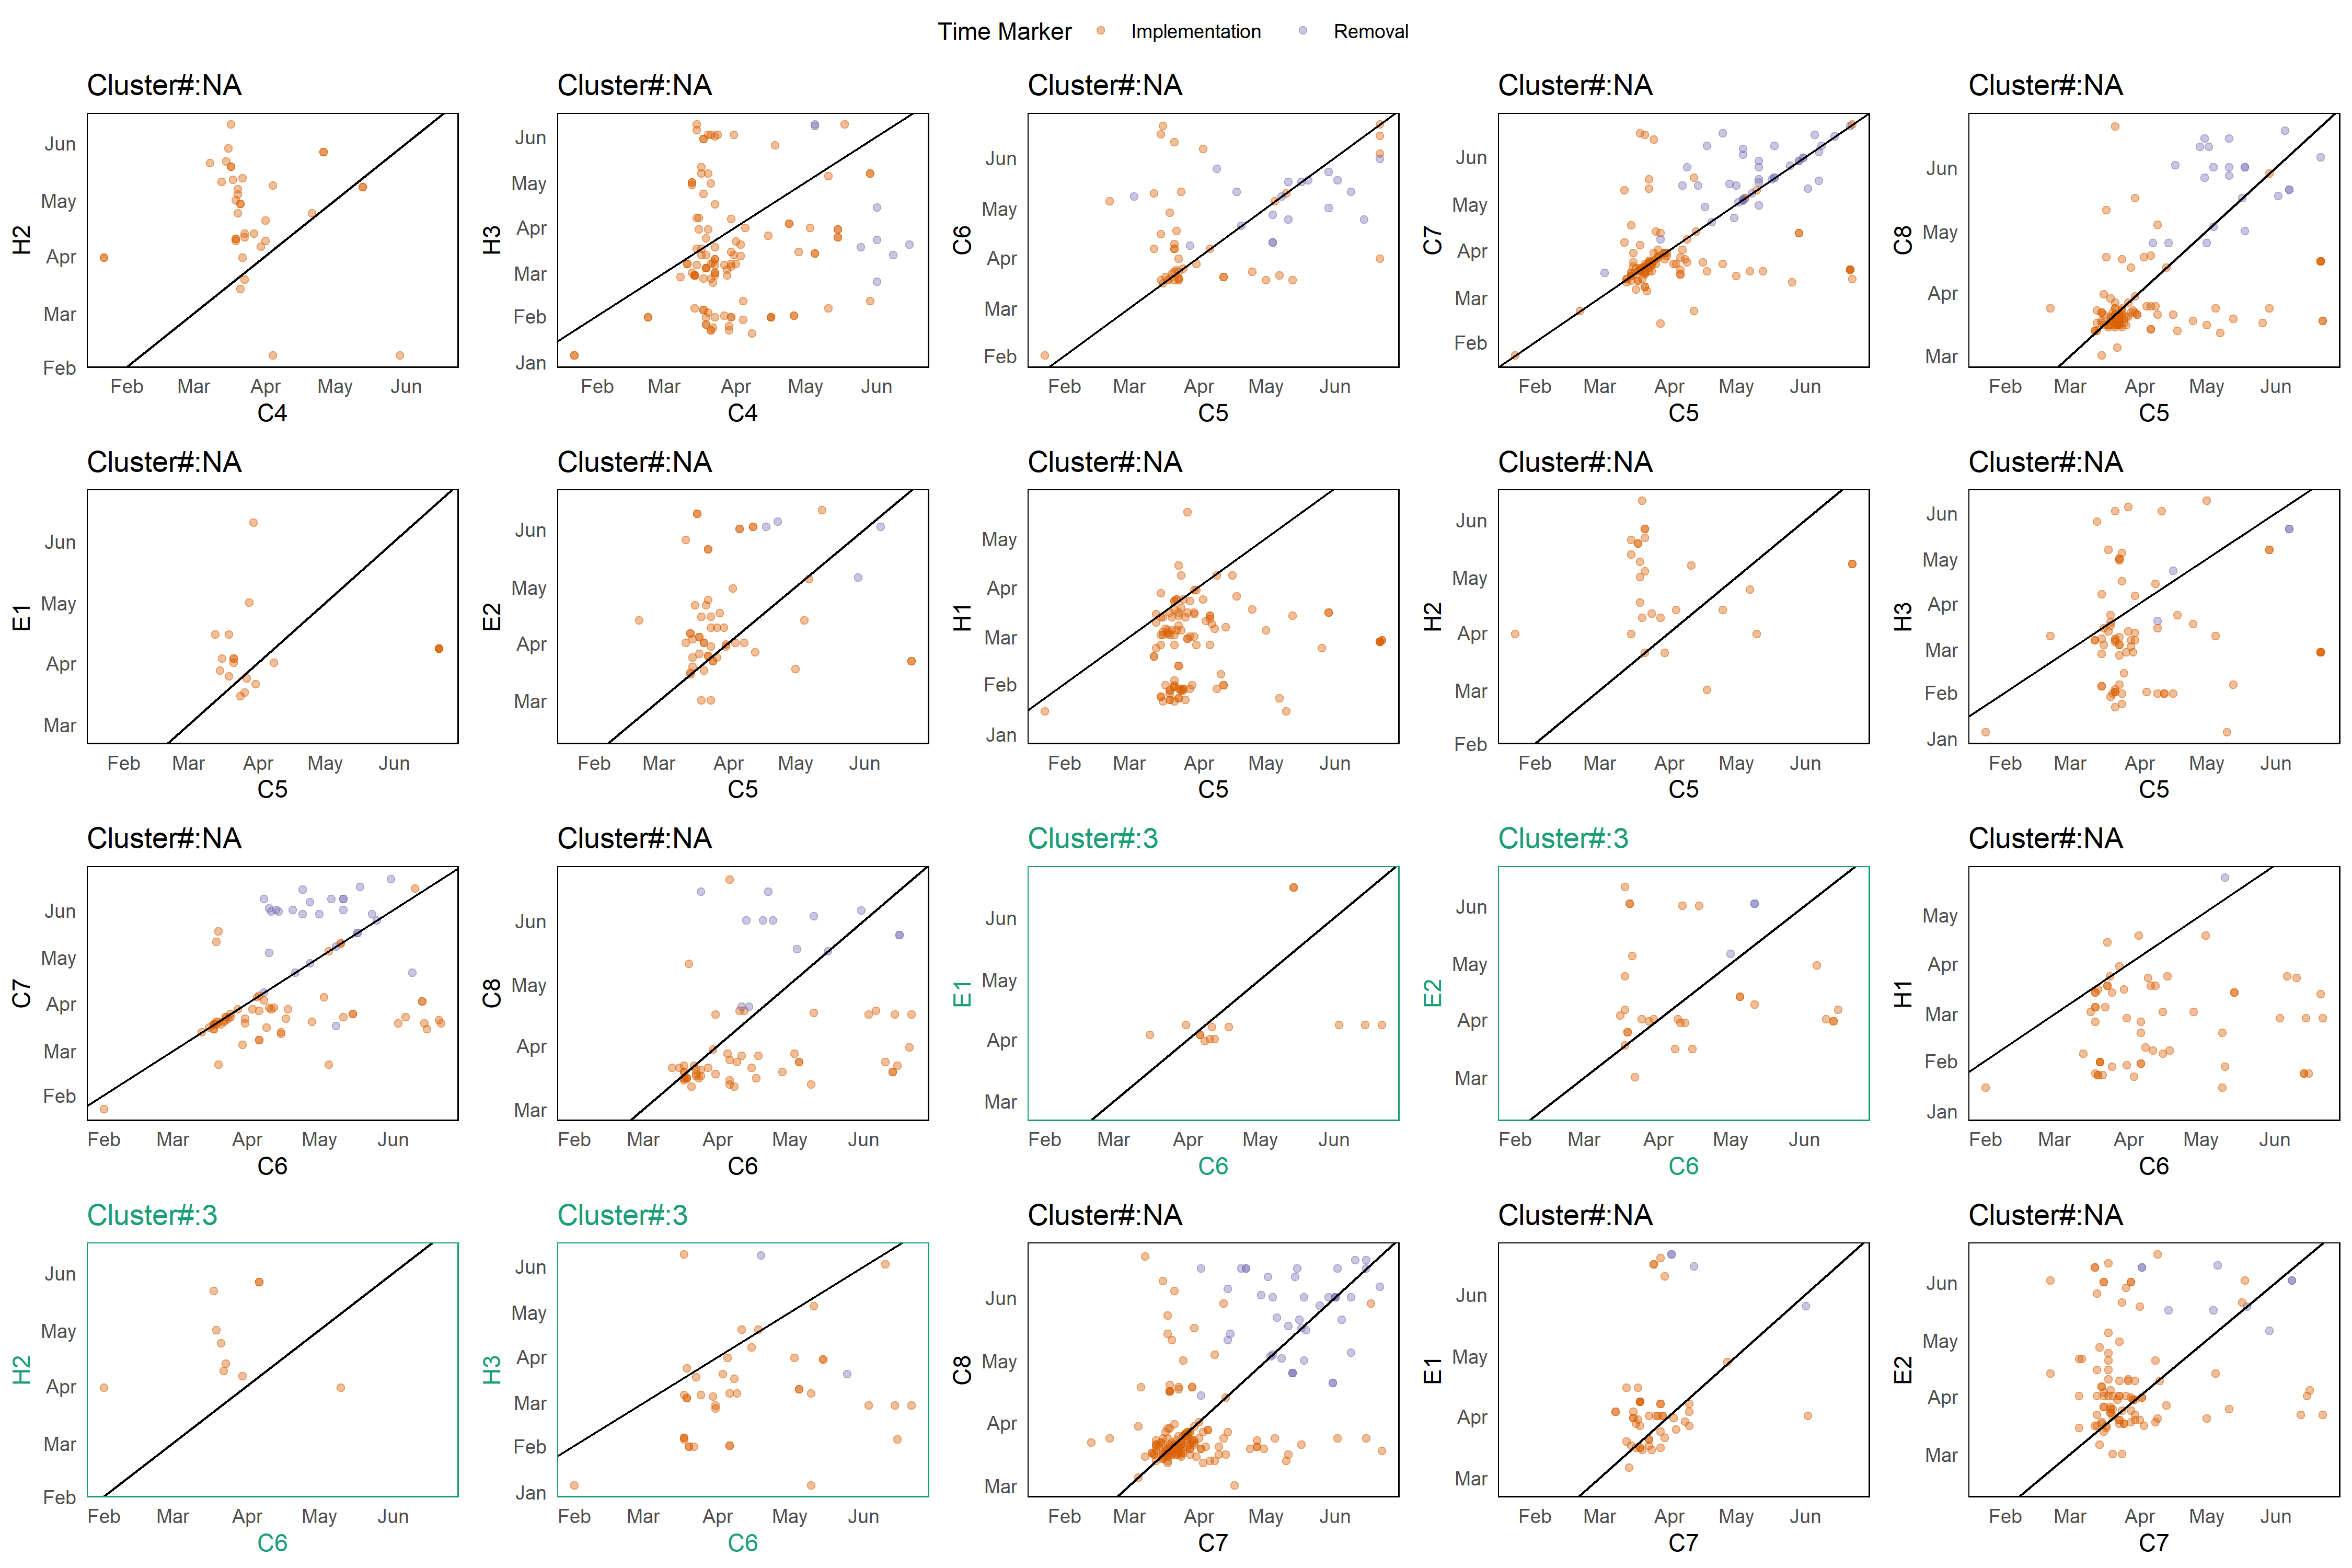 Time Marker Implementation Removal
Cluster#:NA Cluster#:NA Cluster#:NA Cluster#:NA Cluster#:NA
H2 Jun May Apr Mar Feb
Feb Mar Apr May Jun
C4
H3 Jun May Apr Mar Feb Jan
Feb Mar Apr May Jun
C4
C6 Jun May Apr Mar Feb
Feb Mar Apr May Jun
C5
C7 Jun May Apr Mar Feb
Feb Mar Apr May Jun
C5
C8 Jun May Apr Mar
Feb Mar Apr May Jun
C5
Cluster#:NA Cluster#:NA Cluster#:NA Cluster#:NA Cluster#:NA
E1 Jun May Apr Mar
Feb Mar Apr May Jun
C5
E2 Jun May Apr Mar
Feb Mar Apr May Jun
C5
H1 May Apr Mar Feb Jan
Feb Mar Apr May Jun
C5
H2 Jun May Apr Mar Feb
Feb Mar Apr May Jun
C5
H3 Jun May Apr Mar Feb Jan
Feb Mar Apr May Jun
C5
Cluster#:NA Cluster#:NA Cluster#:3 Cluster#:3 Cluster#:NA
C7 Jun May Apr Mar Feb
Feb Mar Apr May Jun
C6
C8 Jun May Apr Mar
Feb Mar Apr May Jun
C6
E1 Jun May Apr Mar
Feb Mar Apr May Jun
C6
E2 Jun May Apr Mar
Feb Mar Apr May Jun
C6
H1 May Apr Mar Feb Jan
Feb Mar Apr May Jun
C6
Cluster#:3 Cluster#:3 Cluster#:NA Cluster#:NA Cluster#:NA
H2 Jun May Apr Mar Feb
Feb Mar Apr May Jun
C6
H3 Jun May Apr Mar Feb Jan
Feb Mar Apr May Jun
C6
C8 Jun May Apr Mar
Feb Mar Apr May Jun
C7
E1 Jun May Apr Mar
Feb Mar Apr May Jun
C7
E2 Jun May Apr Mar
Feb Mar Apr May Jun
C7